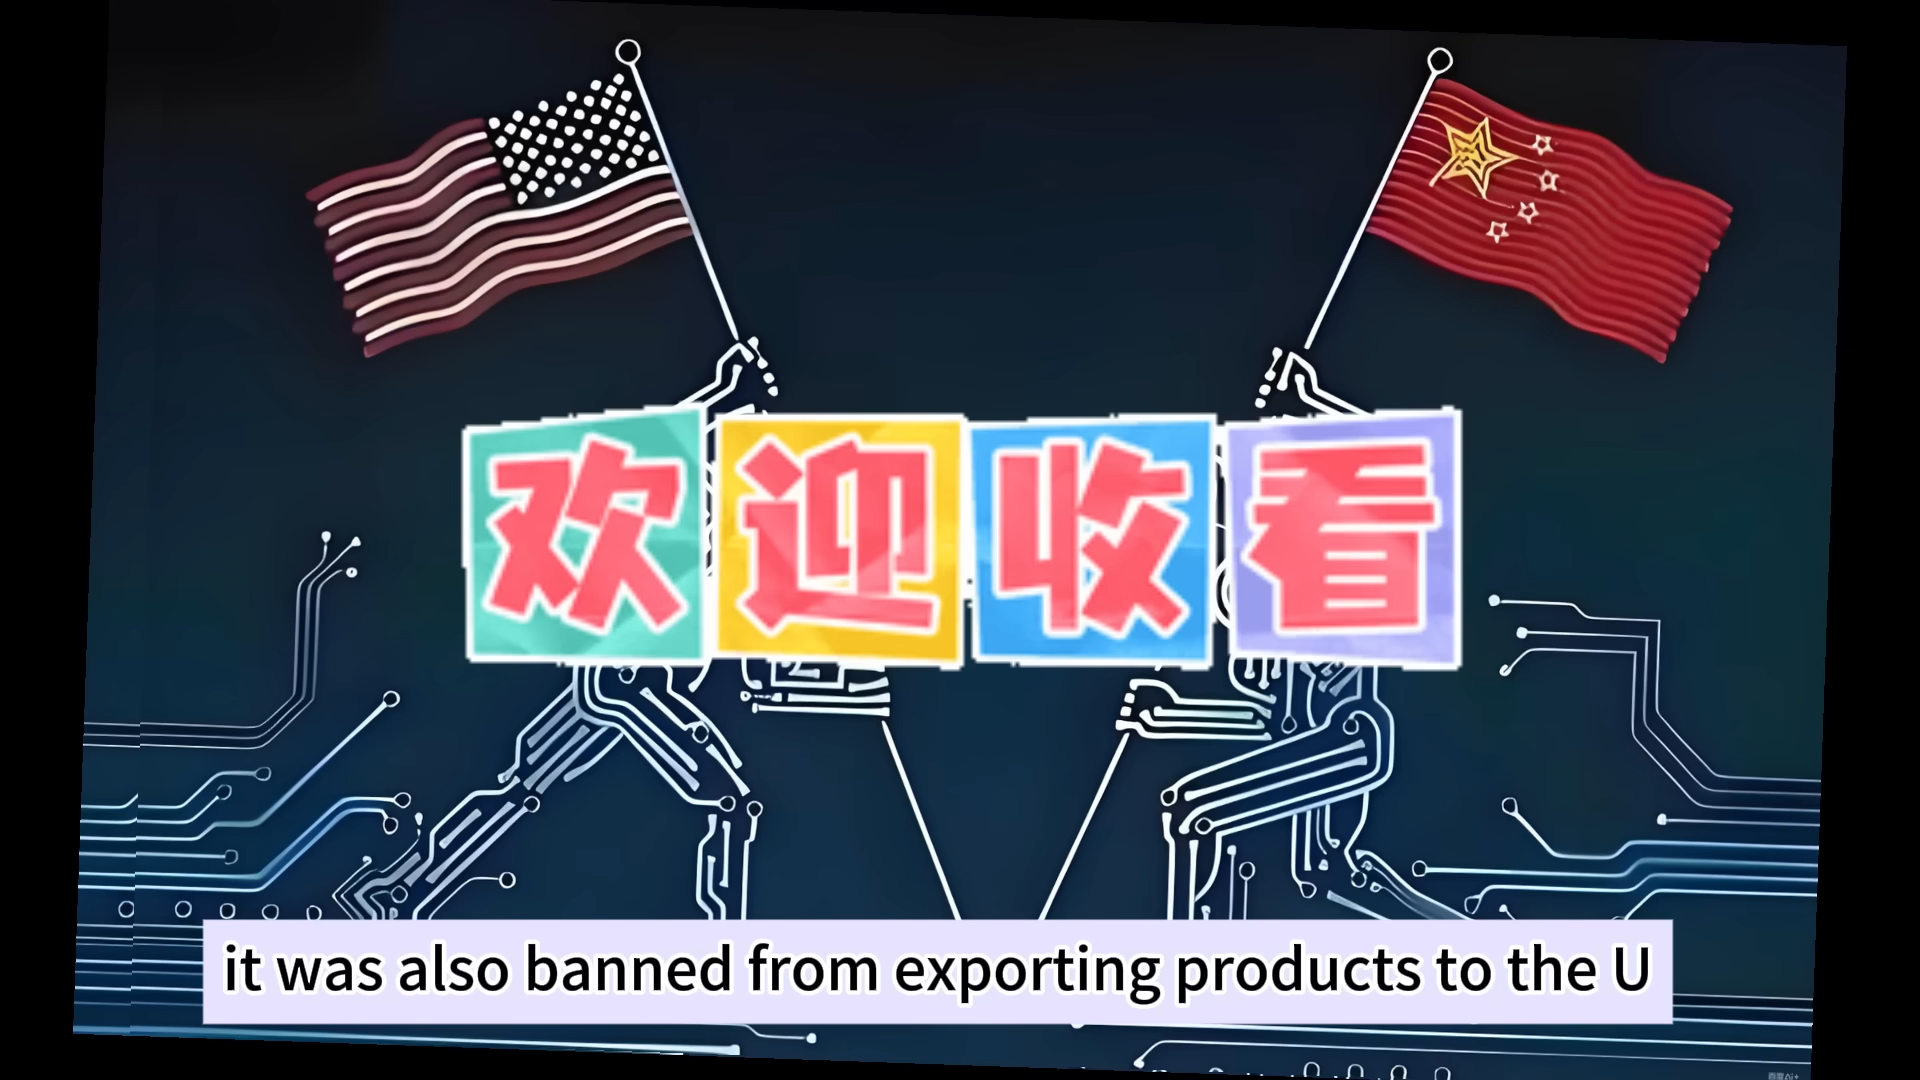 欢迎收看
it was also banned from exporting products to the U